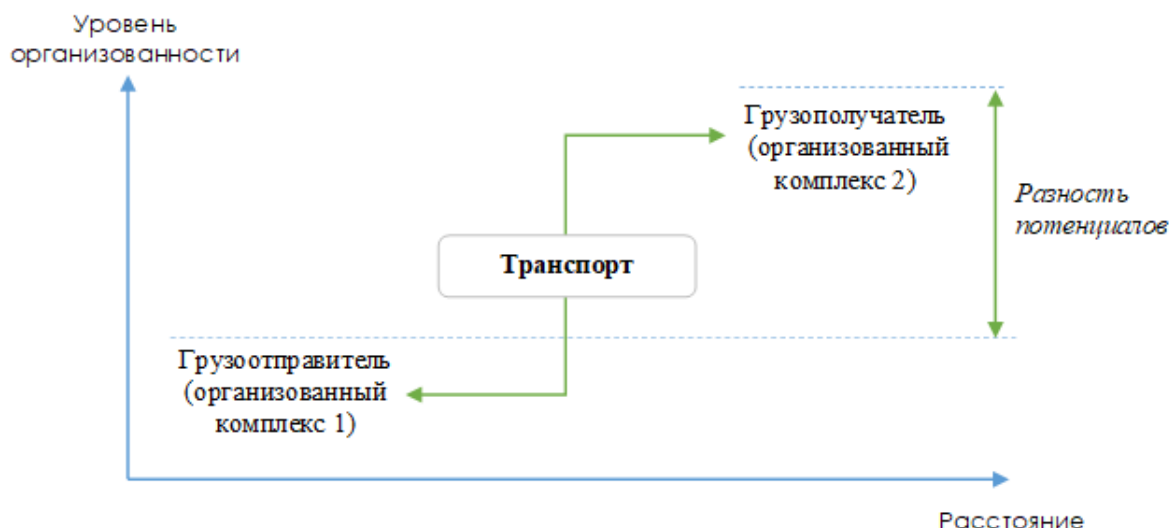 Уровень
организованности
Грузополучатель
(организованный
комплекс 2)
Разность
потенциалов
Транспорт
Грузоотправитель
(организованный
комплекс 1)
Расстояние